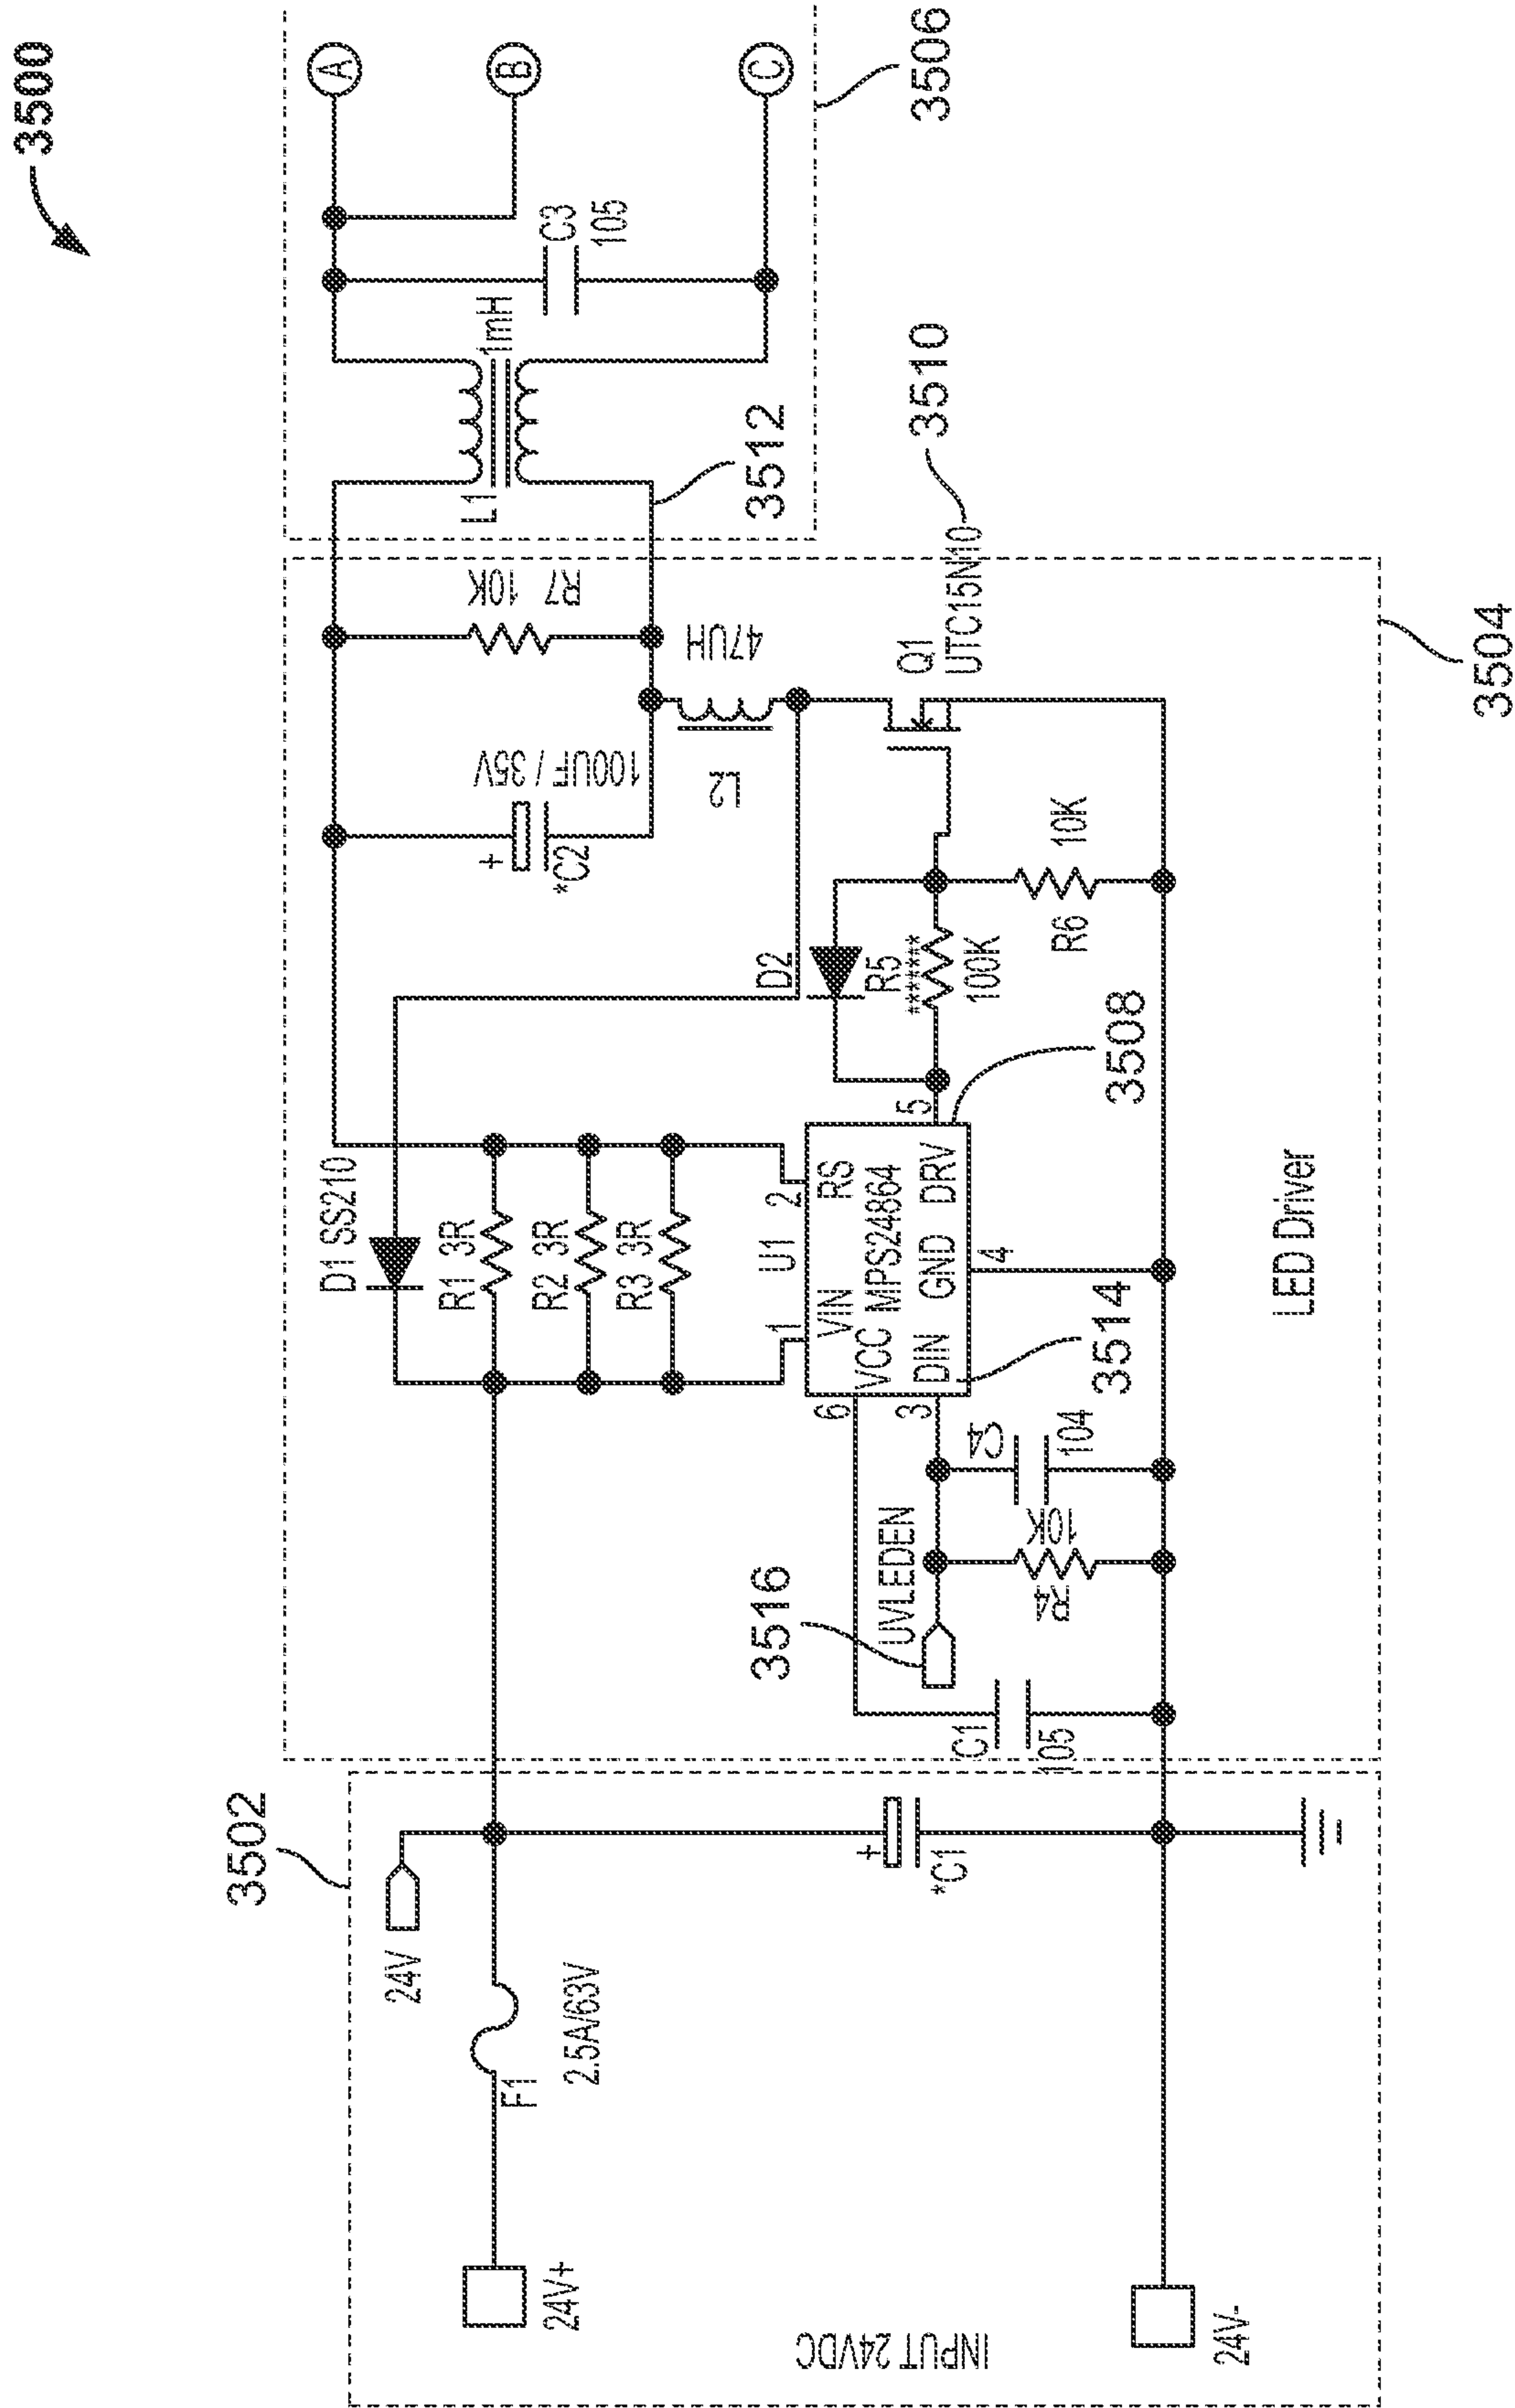 3500
3502
3504
3506
INPUT 24VDC
24V+
24V-
F1
2.5A/63V
24V
+
*C1
C1
105
3516
UVLEDEN
R4
10K
C4
104
D1 SS210
R1 3R
R2 3R
R3 3R
U1
1
2
VIN
RS
VCC
MPS24864
DIN
GND
DRV
6
3
4
5
3514
3508
D2
R5
*******
100K
R6
10K
+
*C2
100UF / 35V
L2
47UH
R7 10K
Q1
UTC15N10
3510
3512
L1
1mH
C3
105
A
B
C
LED Driver